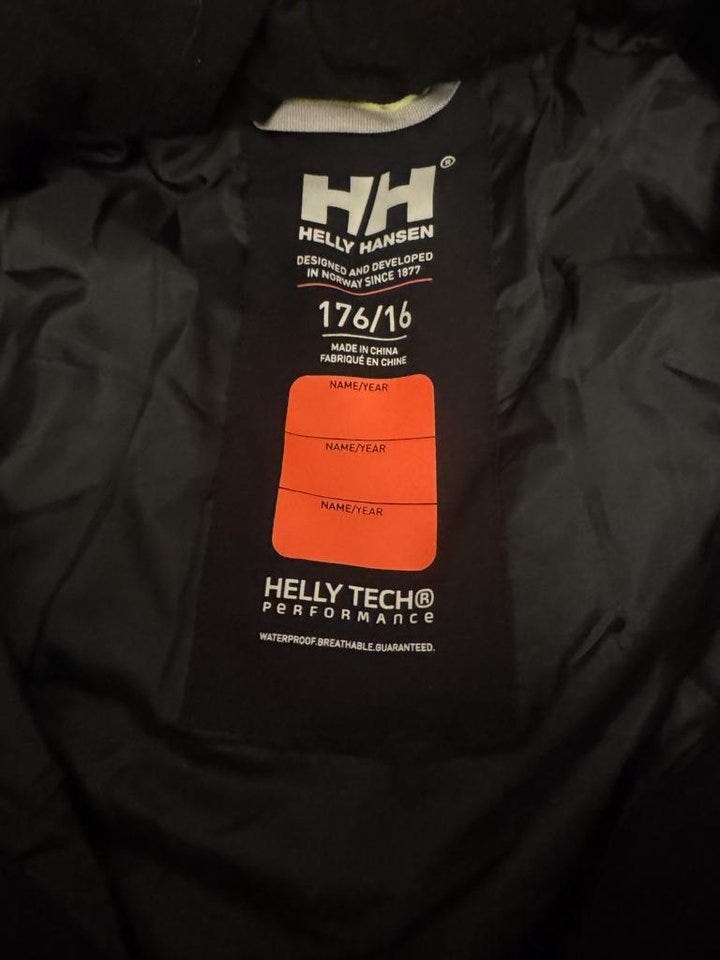 HH®
HELLY HANSEN
DESIGNED AND DEVELOPED
IN NORWAY SINCE 1877
176/16
MADE IN CHINA
FABRIQUÉ EN CHINE
NAME/YEAR
NAME/YEAR
NAME/YEAR
HELLY TECH®
PERFORMANCE
WATERPROOF.BREATHABLE.GUARANTEED.